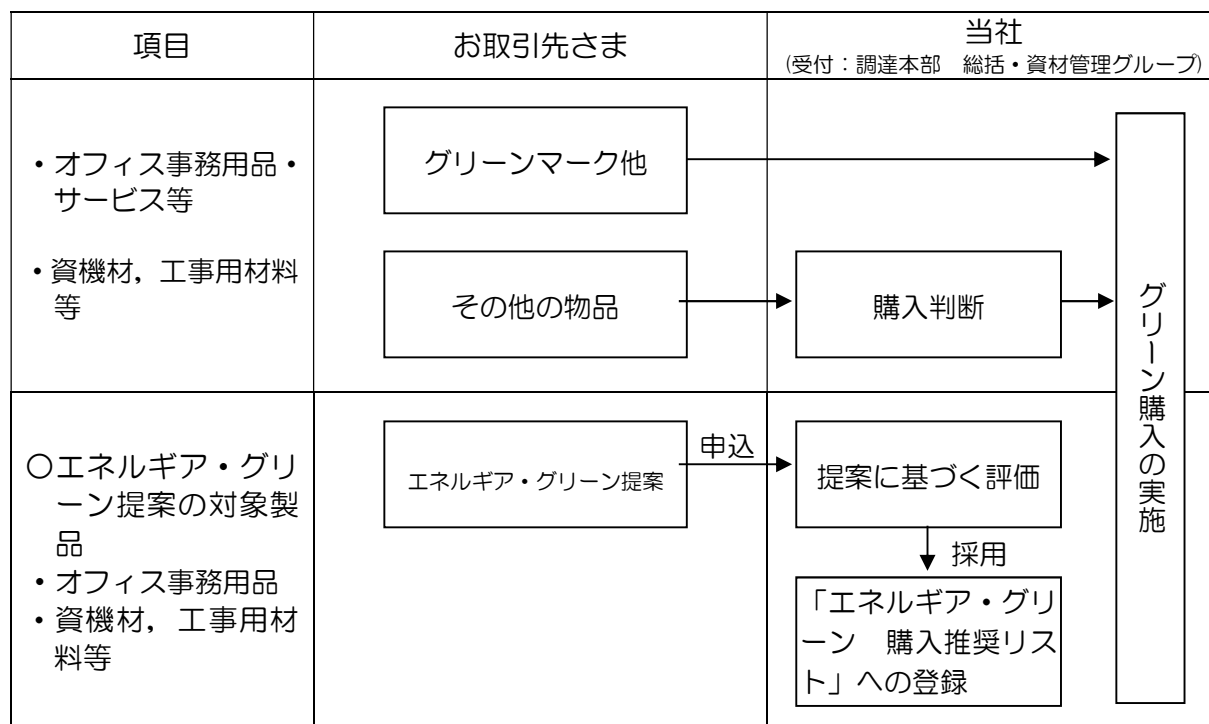 項目
お取引先さま
当社
(受付：調達本部　総括・資材管理グループ)
・オフィス事務用品・
サービス等
・資機材，工事用材料
等
グリーンマーク他
その他の物品
購入判断
グリーン購入の実施
〇エネルギア・グリ
ーン提案の対象製
品
・オフィス事務用品
・資機材，工事用材
料等
エネルギア・グリーン提案
申込
提案に基づく評価
採用
「エネルギア・グリ
ーン　購入推奨リス
ト」への登録